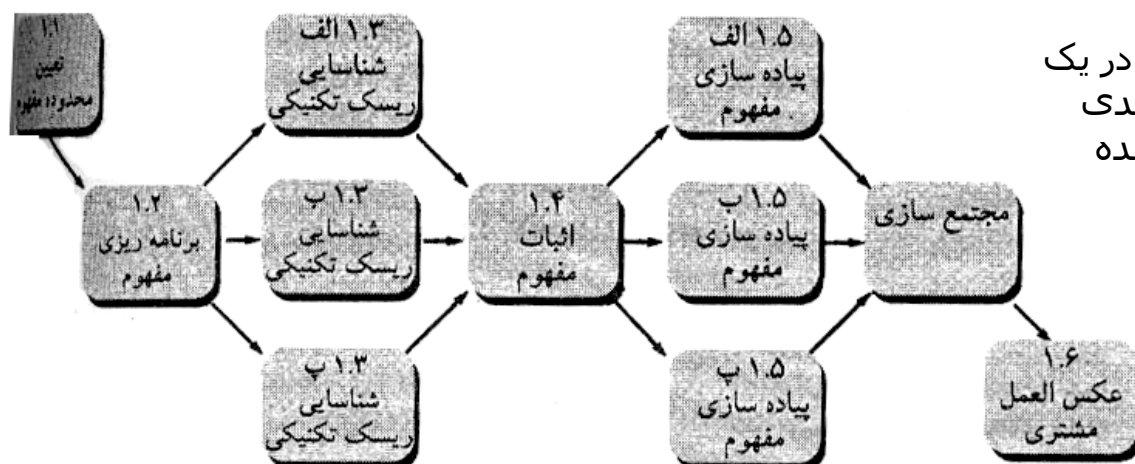 ۱.۱
تعیین
محدوده مفهوم
۱.۲
برنامه ریزی
مفهوم
۱.۳ الف
شناسایی
ریسک تکنیکی
۱.۳ ب
شناسایی
ریسک تکنیکی
۱.۳ پ
شناسایی
ریسک تکنیکی
۱.۴
اثبات
مفهوم
۱.۵ الف
پیاده سازی
مفهوم
۱.۵ ب
پیاده سازی
مفهوم
۱.۵ پ
پیاده سازی
مفهوم
مجتمع سازی
۱.۶
عکس العمل
مشتری
در یک